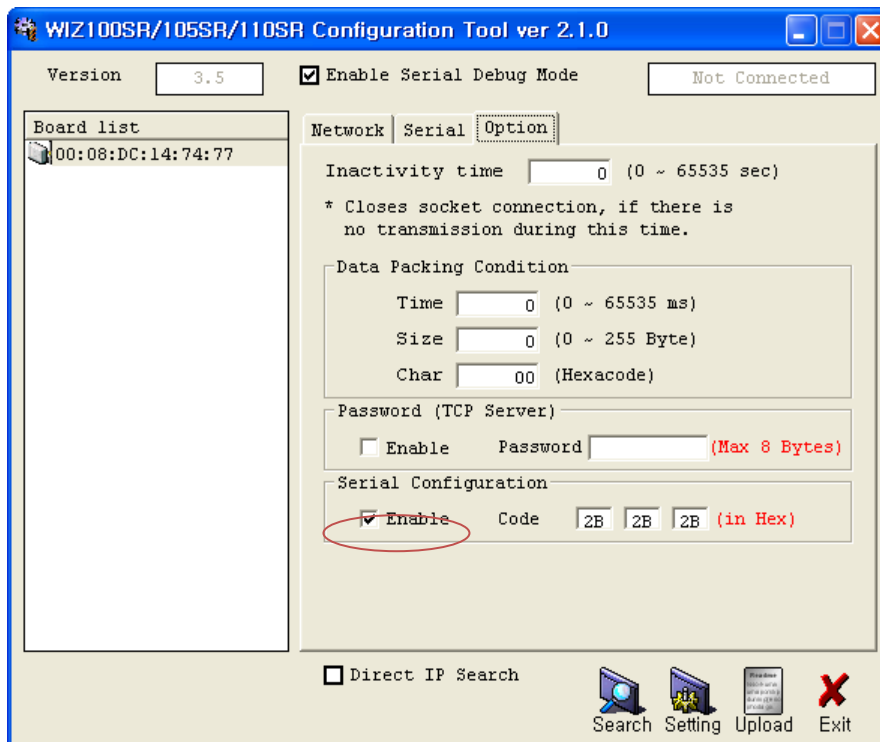 WIZ100SR/105SR/110SR Configuration Tool ver 2.1.0
Version 3.5 Enable Serial Debug Mode Not Connected
Board list
00:08:DC:14:74:77
Network Serial Option
Inactivity time 0 (0 ~ 65535 sec)
* Closes socket connection, if there is
no transmission during this time.
Data Packing Condition
Time 0 (0 ~ 65535 ms)
Size 0 (0 ~ 255 Byte)
Char 00 (Hexacode)
Password (TCP Server)
Enable Password (Max 8 Bytes)
Serial Configuration
Enable Code 2B 2B 2B (in Hex)
Direct IP Search
Search Setting Upload Exit